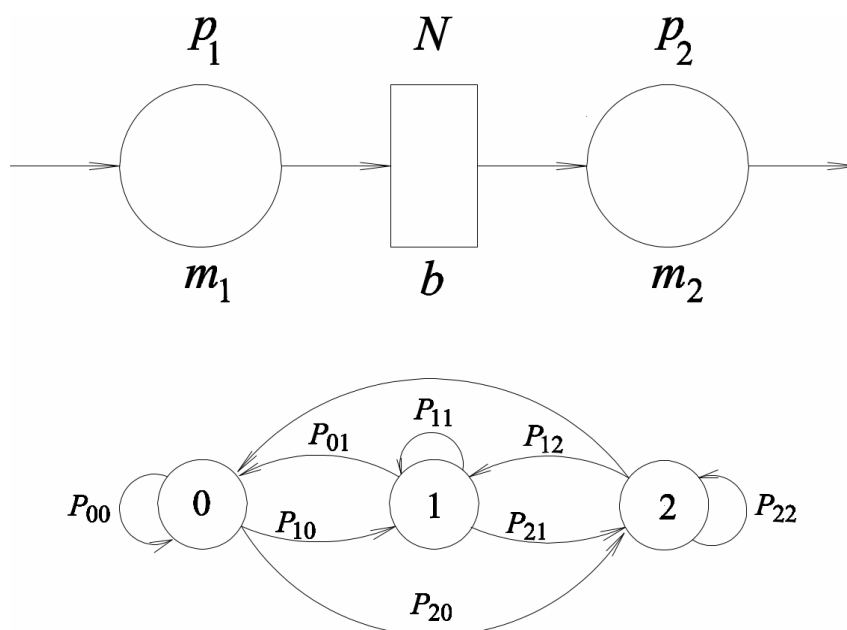 p₁ N p₂
m₁ b m₂
P₁₁
P₀₁ P₁₂
P₀₀ 0 1 2 P₂₂
P₁₀ P₂₁
P₂₀